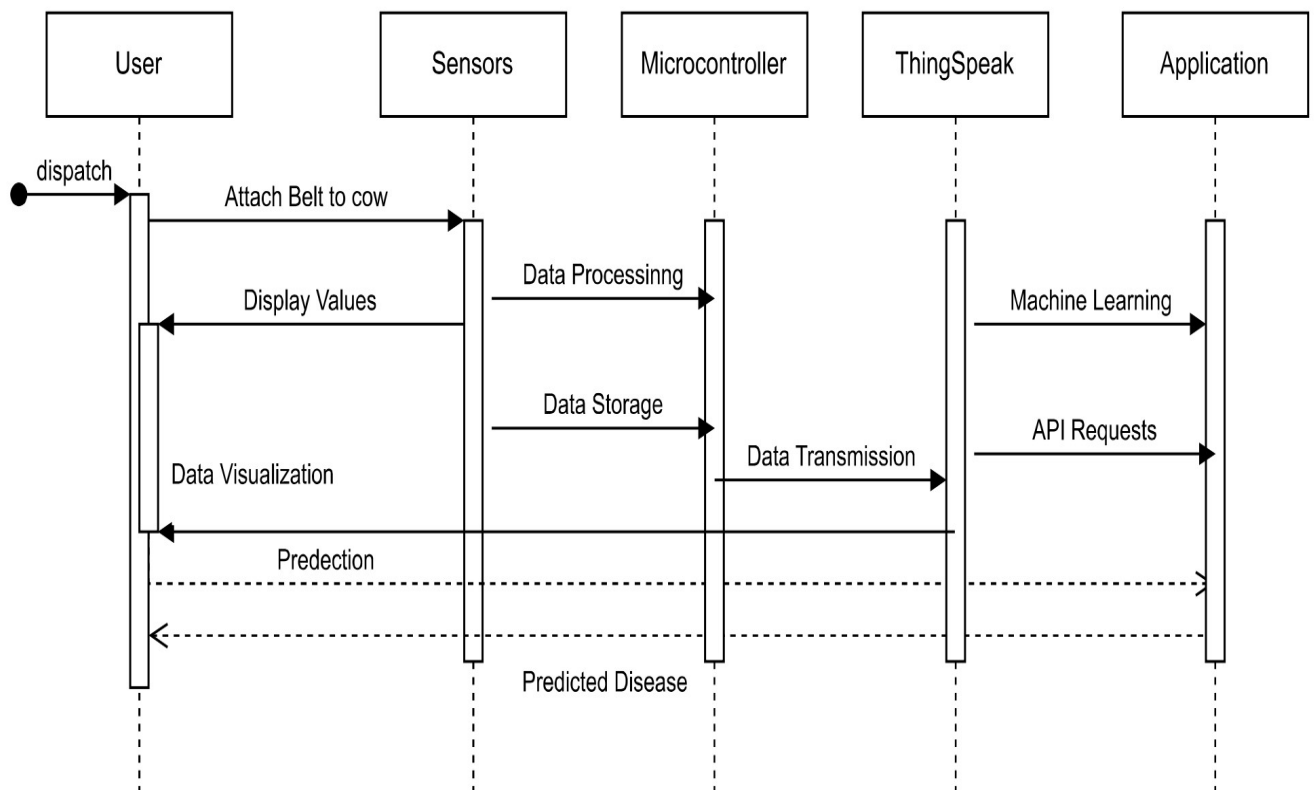 User
Sensors
Microcontroller
ThingSpeak
Application
dispatch
Attach Belt to cow
Data Processinng
Display Values
Machine Learning
Data Storage
API Requests
Data Transmission
Data Visualization
Predection
Predicted Disease